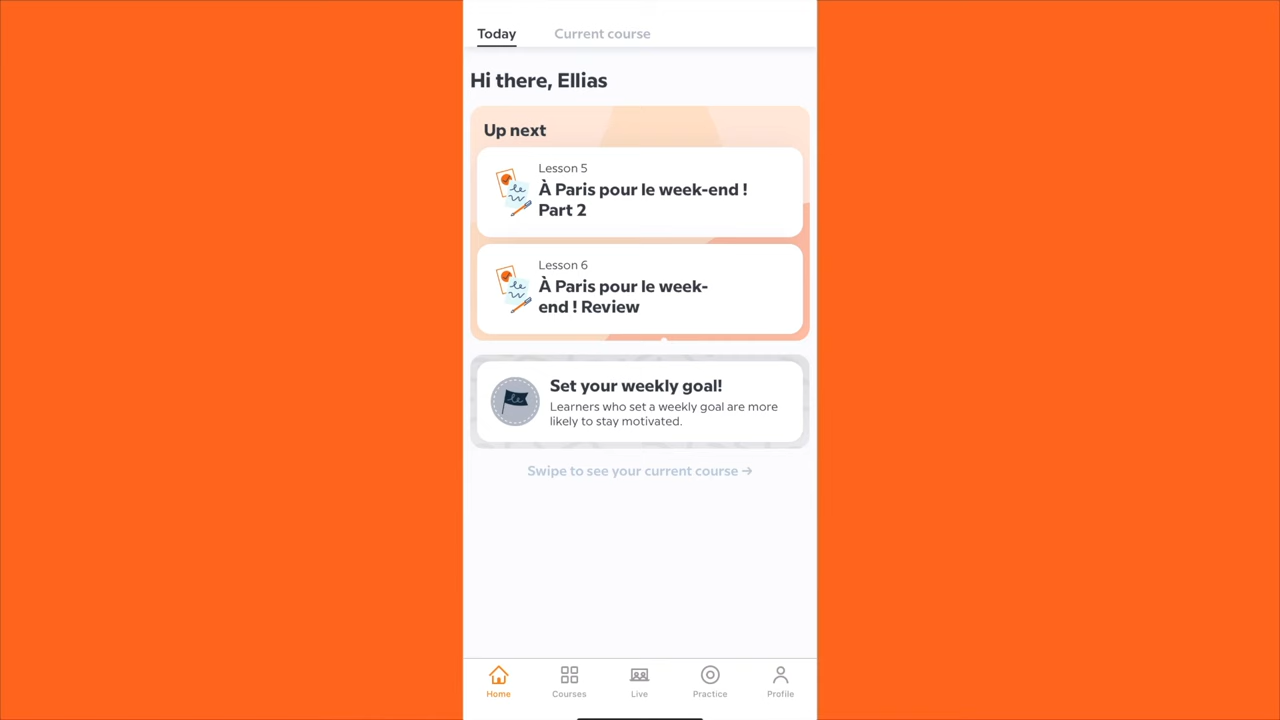 Today
Current course
Hi there, Ellias
Up next
Lesson 5
À Paris pour le week-end !
Part 2
Lesson 6
À Paris pour le week-
end ! Review
Set your weekly goal!
Learners who set a weekly goal are more
likely to stay motivated.
Swipe to see your current course →
Home
Courses
Live
Practice
Profile